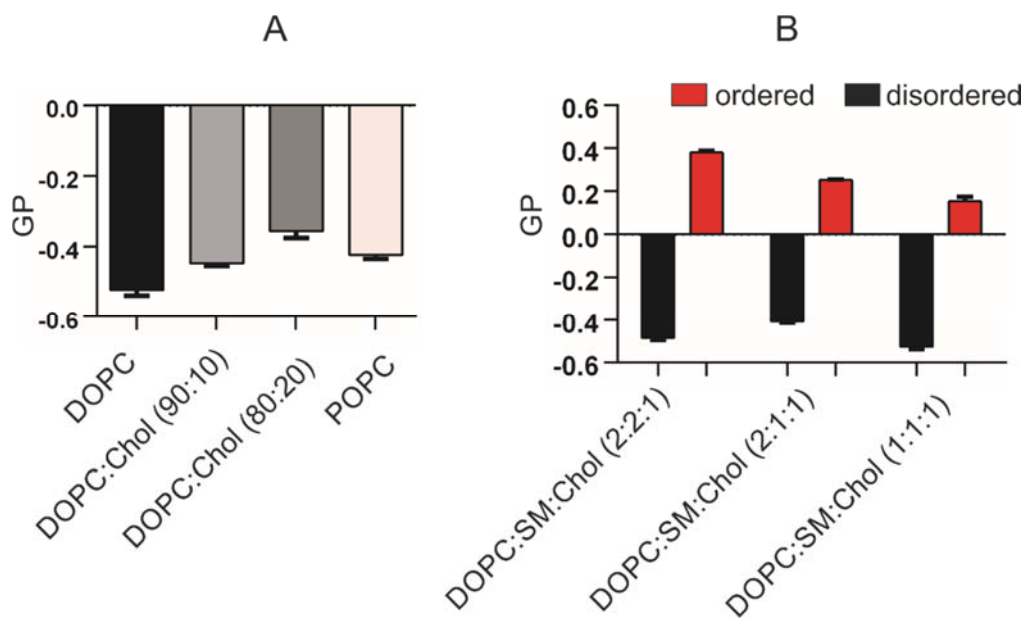 A
0.0
-0.2
-0.4
-0.6
GP
DOPC
DOPC:Chol (90:10)
DOPC:Chol (80:20)
POPC
B
ordered
disordered
0.6
0.4
0.2
0.0
-0.2
-0.4
-0.6
GP
DOPC:SM:Chol (2:2:1)
DOPC:SM:Chol (2:1:1)
DOPC:SM:Chol (1:1:1)